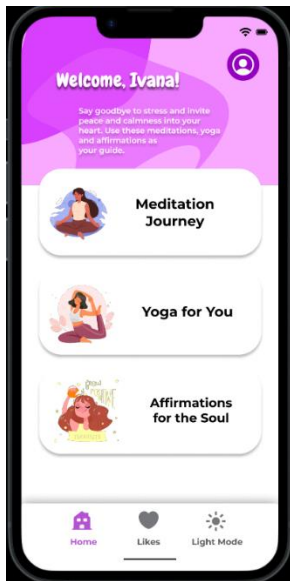 Welcome, Ivana!
Say goodbye to stress and invite
peace and calmness into your
heart. Use these meditations, yoga
and affirmations as
your guide.
Meditation
Journey
Yoga for You
Affirmations
for the Soul
Home
Likes
Light Mode